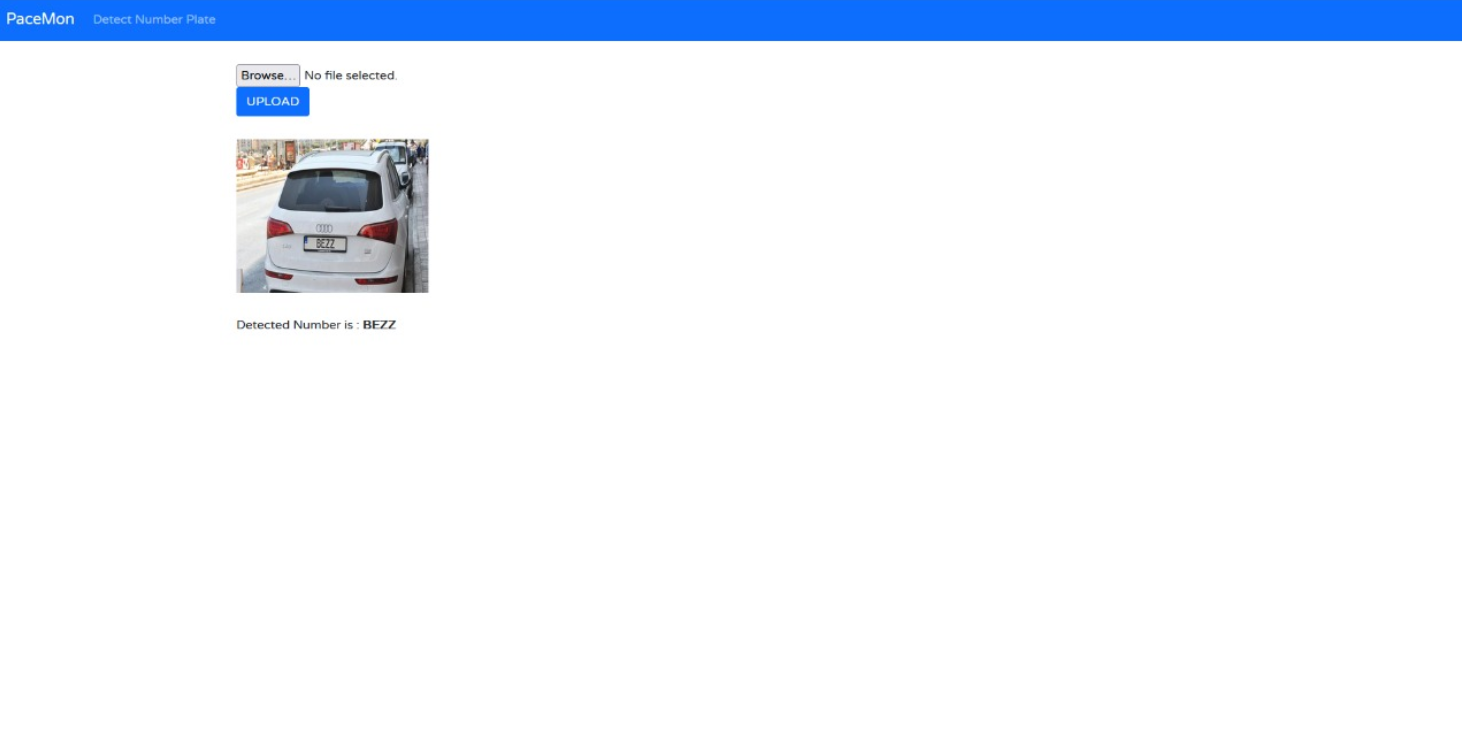 PaceMon Detect Number Plate
Browse... No file selected.
UPLOAD
BEZZ
Detected Number is : BEZZ